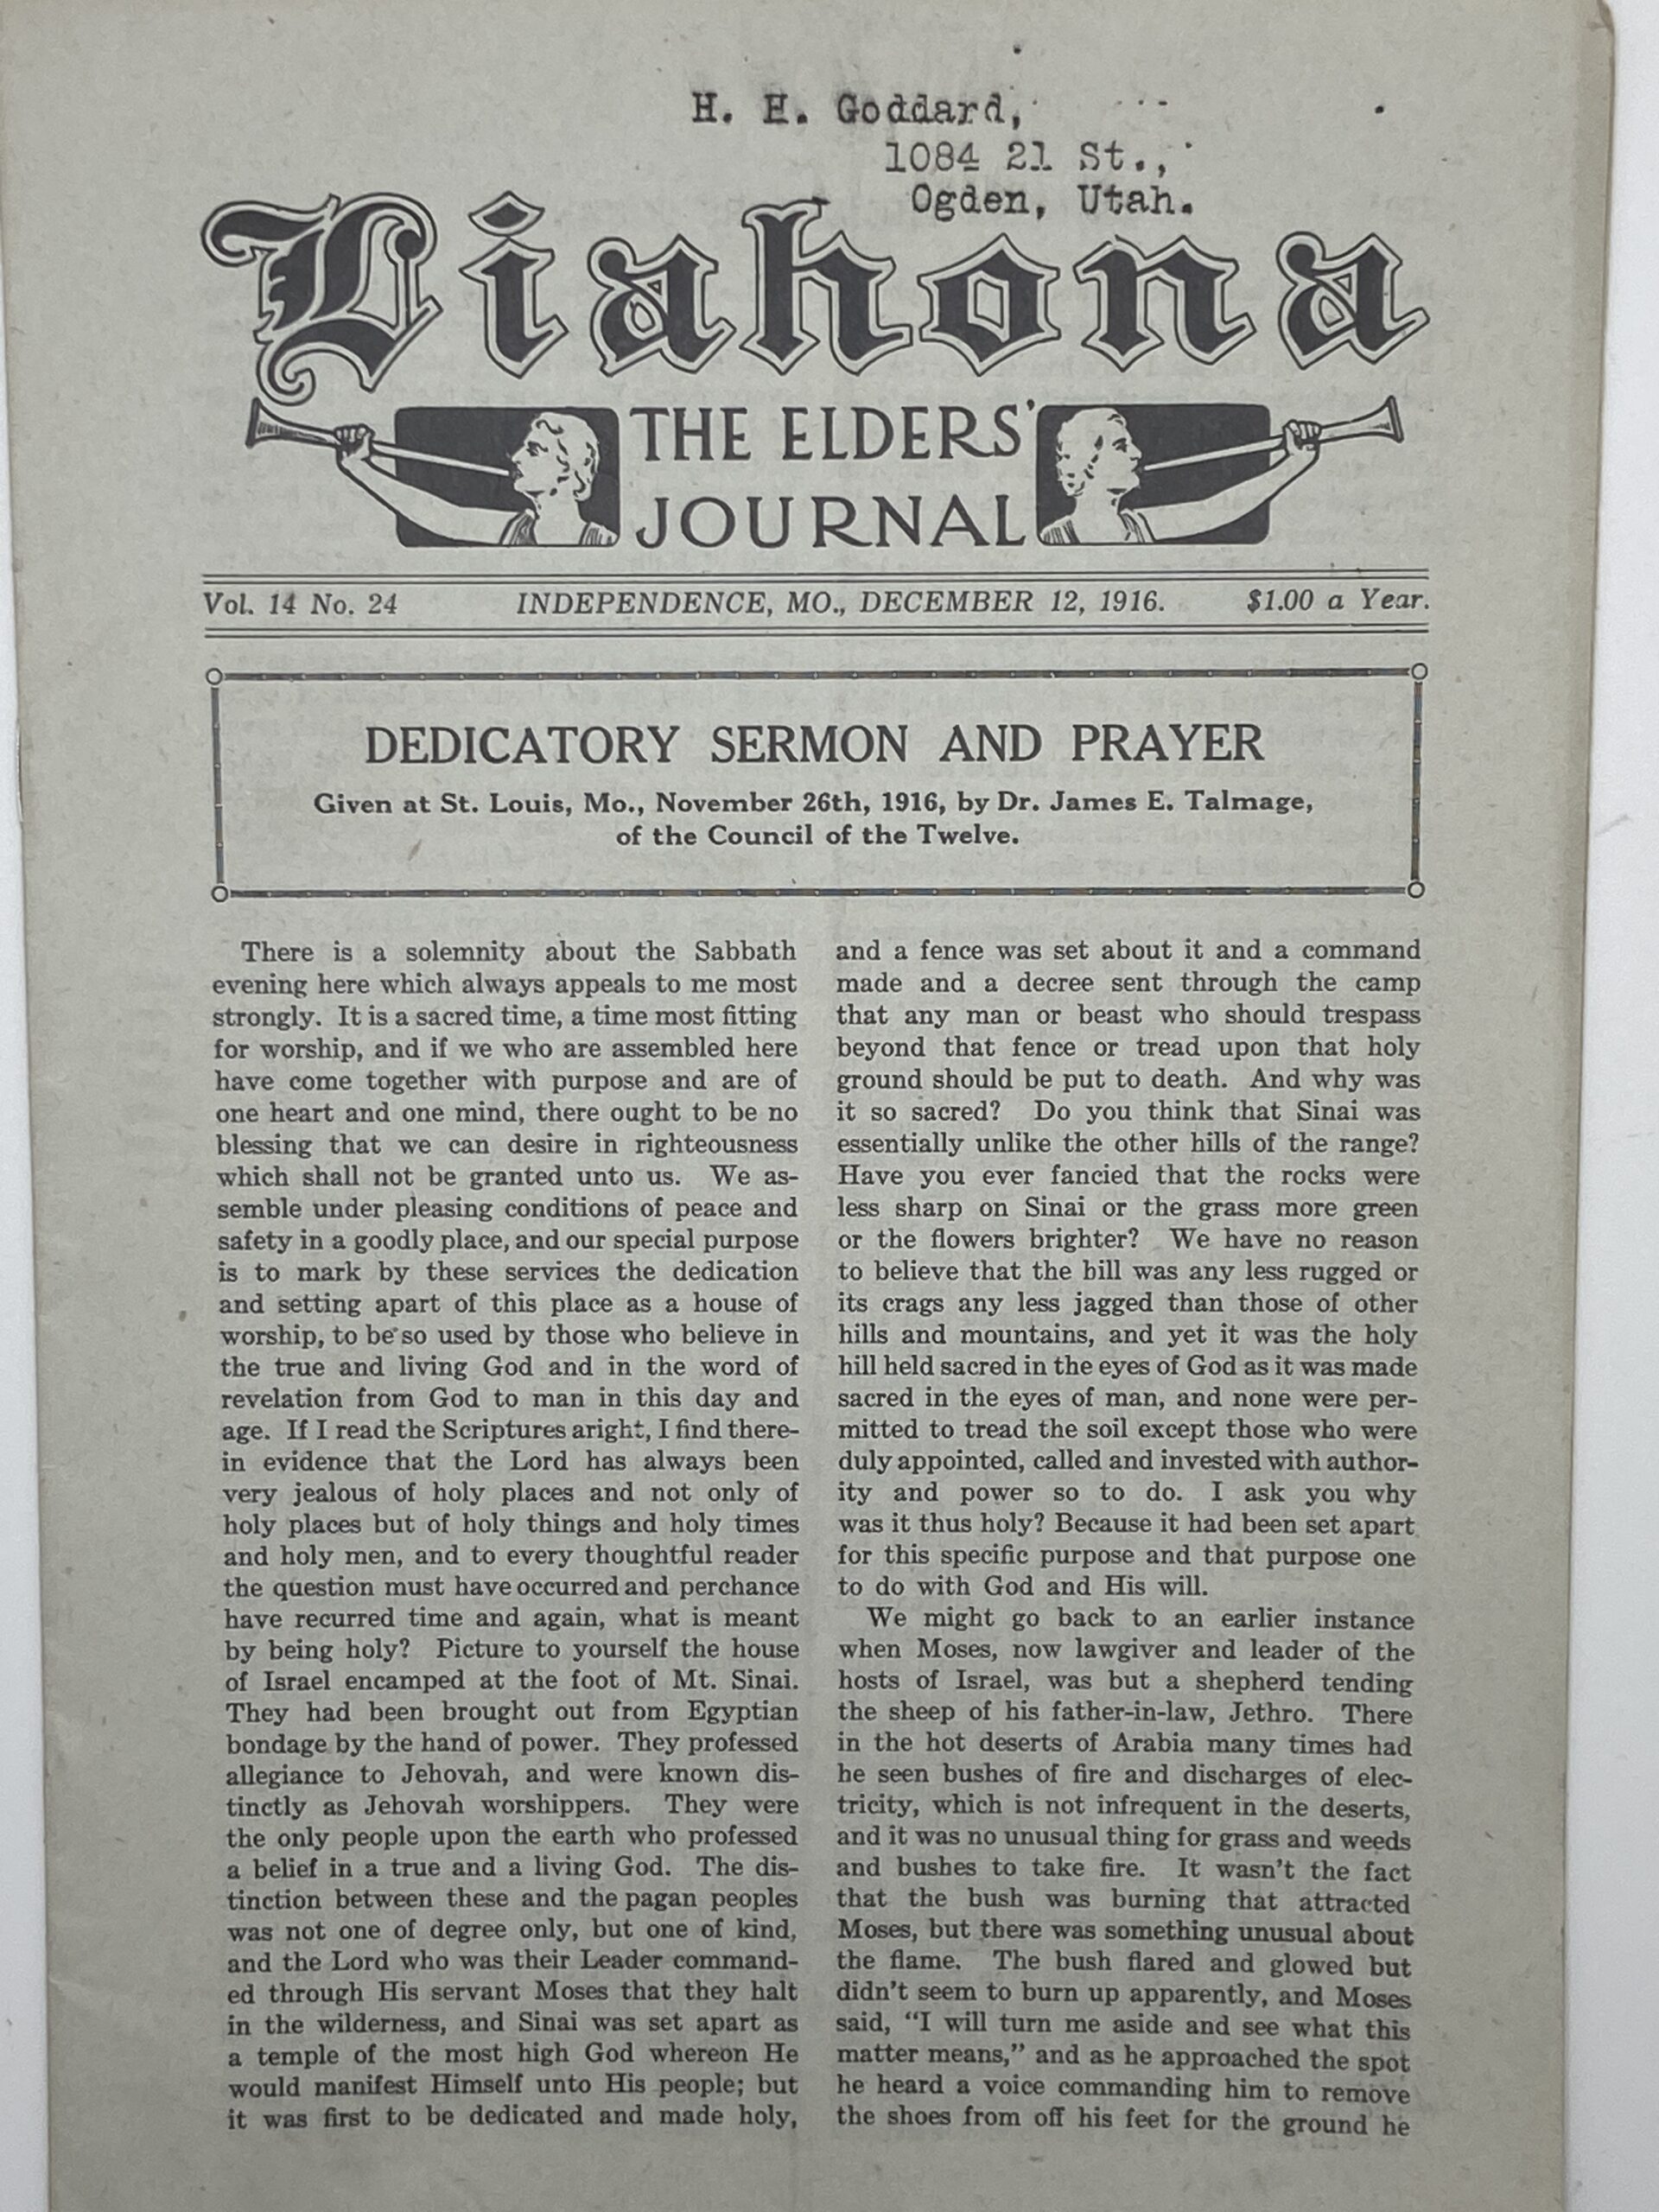 H. E. Goddard,
1084 21 St.,
Ogden, Utah.
Liahona
THE ELDERS'
JOURNAL
Vol. 14 No. 24 INDEPENDENCE, MO., DECEMBER 12, 1916. $1.00 a Year.
DEDICATORY SERMON AND PRAYER
Given at St. Louis, Mo., November 26th, 1916, by Dr. James E. Talmage,
of the Council of the Twelve.
There is a solemnity about the Sabbath
evening here which always appeals to me most
strongly. It is a sacred time, a time most fitting
for worship, and if we who are assembled here
have come together with purpose and are of
one heart and one mind, there ought to be no
blessing that we can desire in righteousness
which shall not be granted unto us. We as-
semble under pleasing conditions of peace and
safety in a goodly place, and our special purpose
is to mark by these services the dedication
and setting apart of this place as a house of
worship, to be so used by those who believe in
the true and living God and in the word of
revelation from God to man in this day and
age. If I read the Scriptures aright, I find there-
in evidence that the Lord has always been
very jealous of holy places and not only of
holy places but of holy things and holy times
and holy men, and to every thoughtful reader
the question must have occurred and perchance
have recurred time and again, what is meant
by being holy? Picture to yourself the house
of Israel encamped at the foot of Mt. Sinai.
They had been brought out from Egyptian
bondage by the hand of power. They professed
allegiance to Jehovah, and were known dis-
tinctly as Jehovah worshippers. They were
the only people upon the earth who professed
a belief in a true and a living God. The dis-
tinction between these and the pagan peoples
was not one of degree only, but one of kind,
and the Lord who was their Leader command-
ed through His servant Moses that they halt
in the wilderness, and Sinai was set apart as
a temple of the most high God whereon He
would manifest Himself unto His people; but
it was first to be dedicated and made holy,
and a fence was set about it and a command
made and a decree sent through the camp
that any man or beast who should trespass
beyond that fence or tread upon that holy
ground should be put to death. And why was
it so sacred? Do you think that Sinai was
essentially unlike the other hills of the range?
Have you ever fancied that the rocks were
less sharp on Sinai or the grass more green
or the flowers brighter? We have no reason
to believe that the bill was any less rugged or
its crags any less jagged than those of other
hills and mountains, and yet it was the holy
hill held sacred in the eyes of God as it was made
sacred in the eyes of man, and none were per-
mitted to tread the soil except those who were
duly appointed, called and invested with author-
ity and power so to do. I ask you why
was it thus holy? Because it had been set apart
for this specific purpose and that purpose one
to do with God and His will.
We might go back to an earlier instance
when Moses, now lawgiver and leader of the
hosts of Israel, was but a shepherd tending
the sheep of his father-in-law, Jethro. There
in the hot deserts of Arabia many times had
he seen bushes of fire and discharges of elec-
tricity, which is not infrequent in the deserts,
and it was no unusual thing for grass and weeds
and bushes to take fire. It wasn't the fact
that the bush was burning that attracted
Moses, but there was something unusual about
the flame. The bush flared and glowed but
didn't seem to burn up apparently, and Moses
said, “I will turn me aside and see what this
matter means,” and as he approached the spot
he heard a voice commanding him to remove
the shoes from off his feet for the ground he